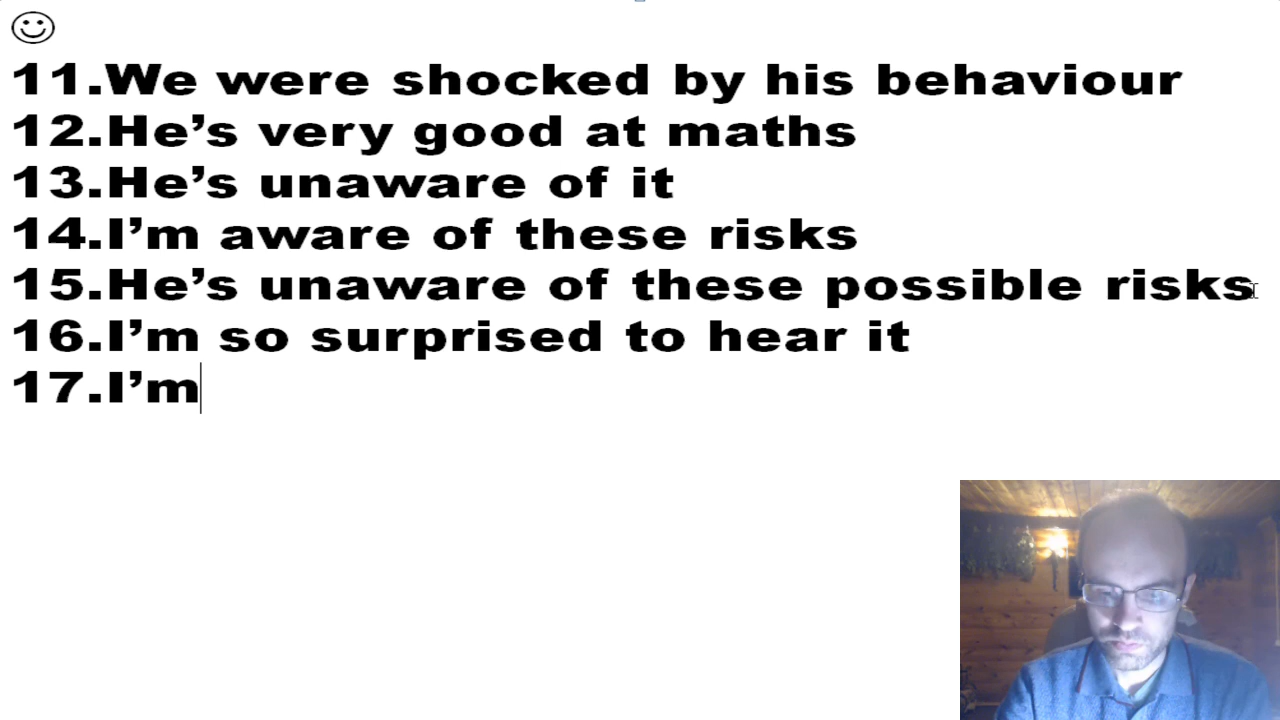 11.We were shocked by his behaviour
12.He’s very good at maths
13.He’s unaware of it
14.I’m aware of these risks
15.He’s unaware of these possible risks
16.I’m so surprised to hear it
17.I’m